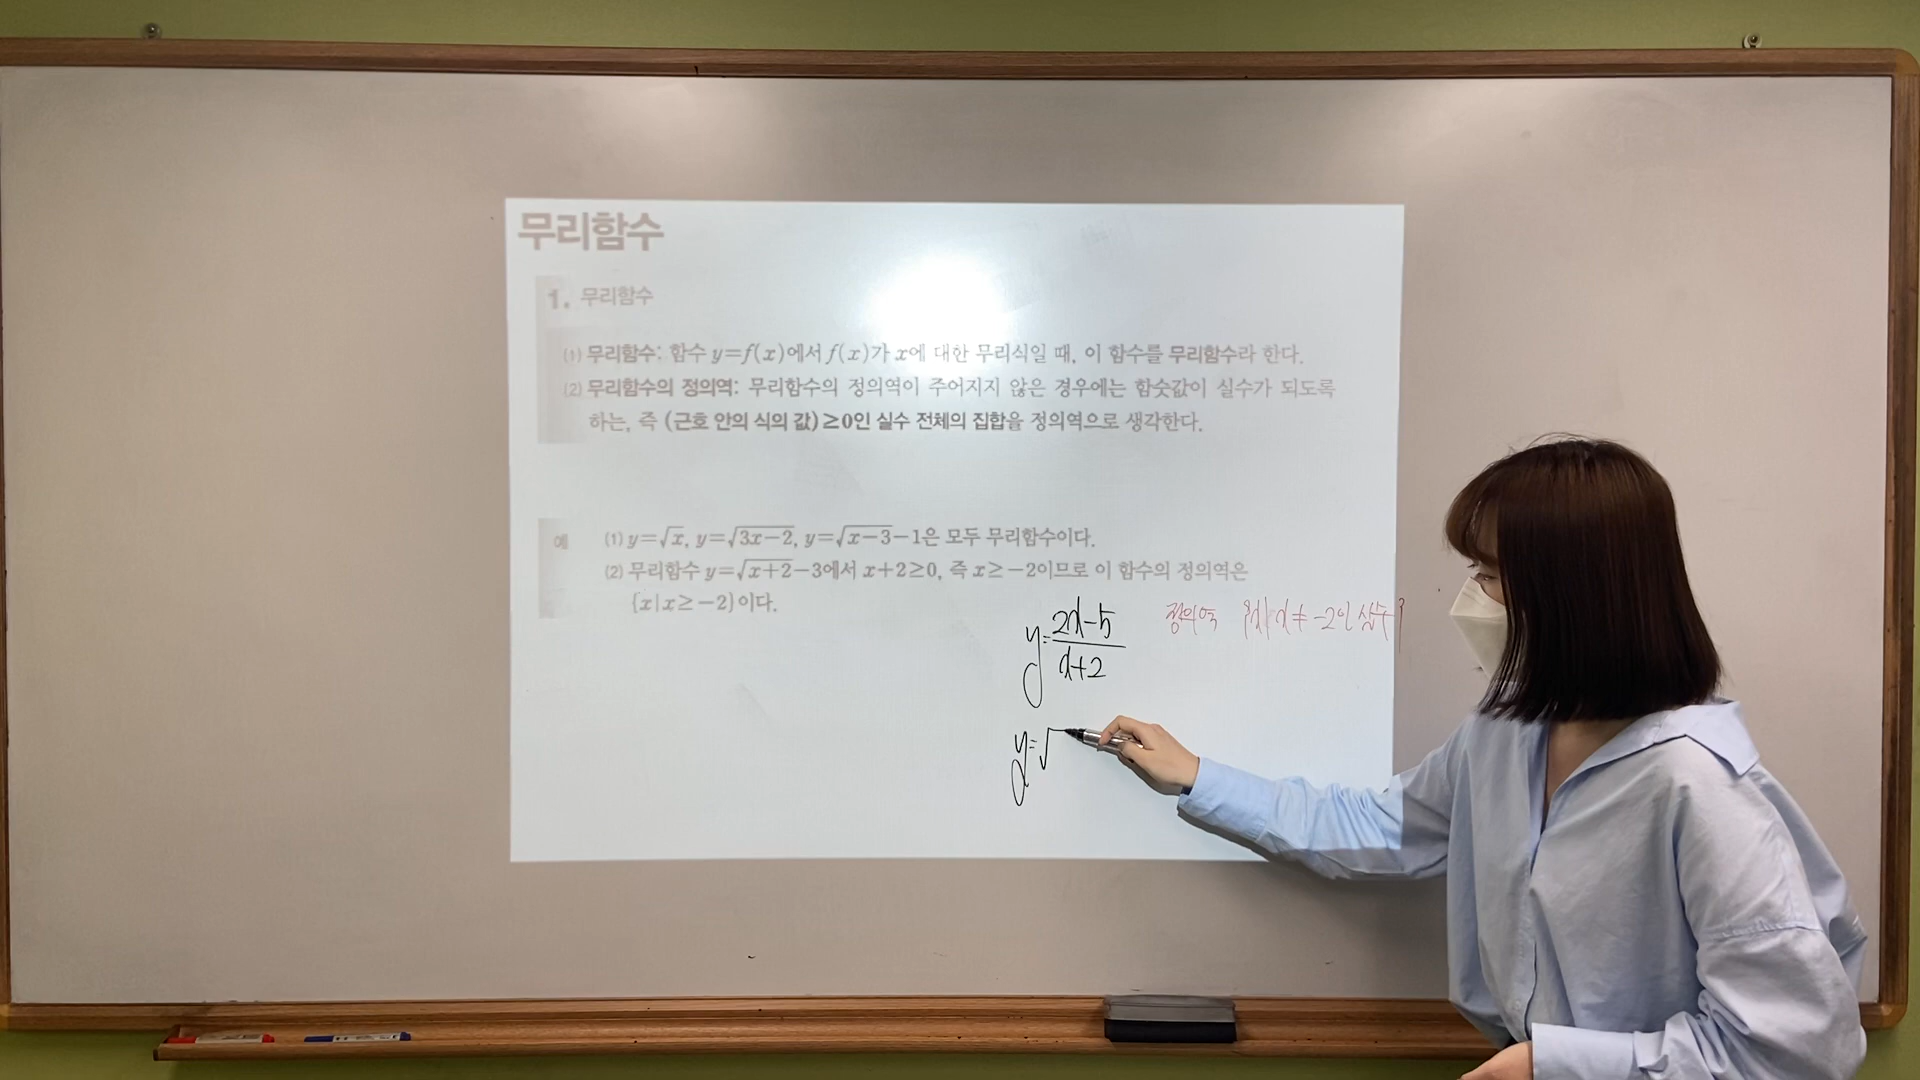 무리함수
1. 무리함수
(1) 무리함수: 함수 y=f(x)에서 f(x)가 x에 대한 무리식일 때, 이 함수를 무리함수라 한다.
(2) 무리함수의 정의역: 무리함수의 정의역이 주어지지 않은 경우에는 함숫값이 실수가 되도록
하는, 즉 (근호 안의 식의 값)≥0인 실수 전체의 집합을 정의역으로 생각한다.
예 (1) y=√x, y=√(3x-2), y=√(x-3)-1은 모두 무리함수이다.
(2) 무리함수 y=√(x+2)-3에서 x+2≥0, 즉 x≥-2이므로 이 함수의 정의역은
{x|x≥-2}이다.
y=(2x-5)/(x+2) 정의역 {x|x≠-2인 실수}
y=√